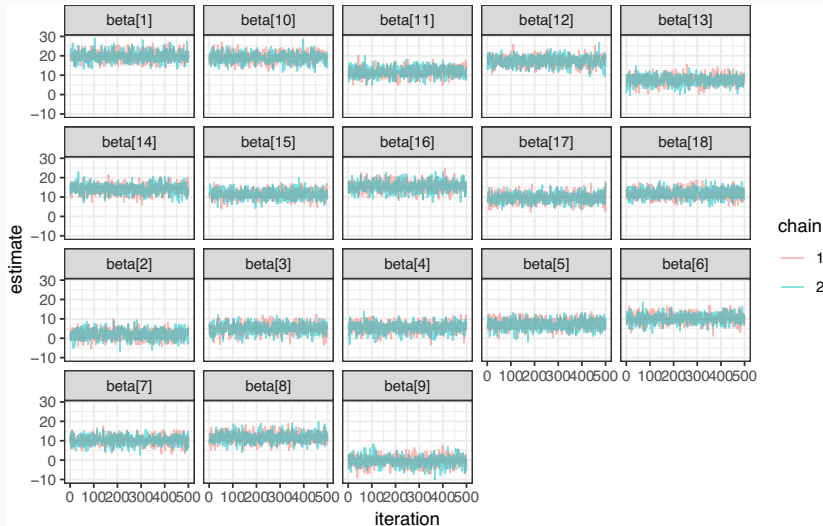 beta[1] beta[10] beta[11] beta[12] beta[13]
30
20
10
0
−10
beta[14] beta[15] beta[16] beta[17] beta[18]
30
20
10
0
−10
beta[2] beta[3] beta[4] beta[5] beta[6]
30
20
10
0
−10
0 100200300400500 0 100200300400500
beta[7] beta[8] beta[9]
30
20
10
0
−10
0 100200300400500 0 100200300400500 0 100200300400500
iteration
estimate
chain
1
2